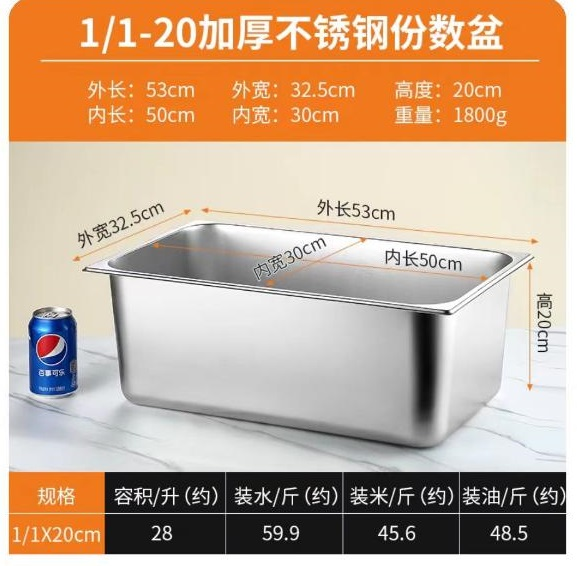 1/1-20加厚不锈钢份数盆
外长：53cm 外宽：32.5cm 高度：20cm
内长：50cm 内宽：30cm 重量：1800g
外宽32.5cm
外长53cm
内宽30cm
内长50cm
高20cm
pepsi
百事可乐
规格 容积/升（约） 装水/斤（约） 装米/斤（约） 装油/斤（约）
1/1X20cm 28 59.9 45.6 48.5